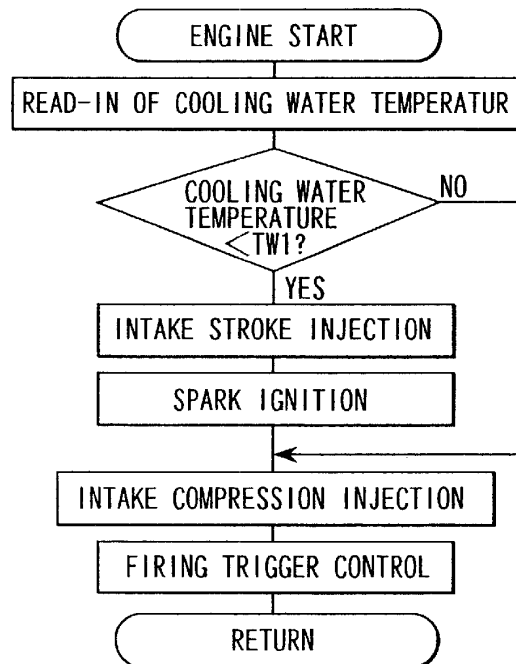 ENGINE START
READ-IN OF COOLING WATER TEMPERATUR
COOLING WATER
TEMPERATURE
<TW1?
NO
YES
INTAKE STROKE INJECTION
SPARK IGNITION
INTAKE COMPRESSION INJECTION
FIRING TRIGGER CONTROL
RETURN